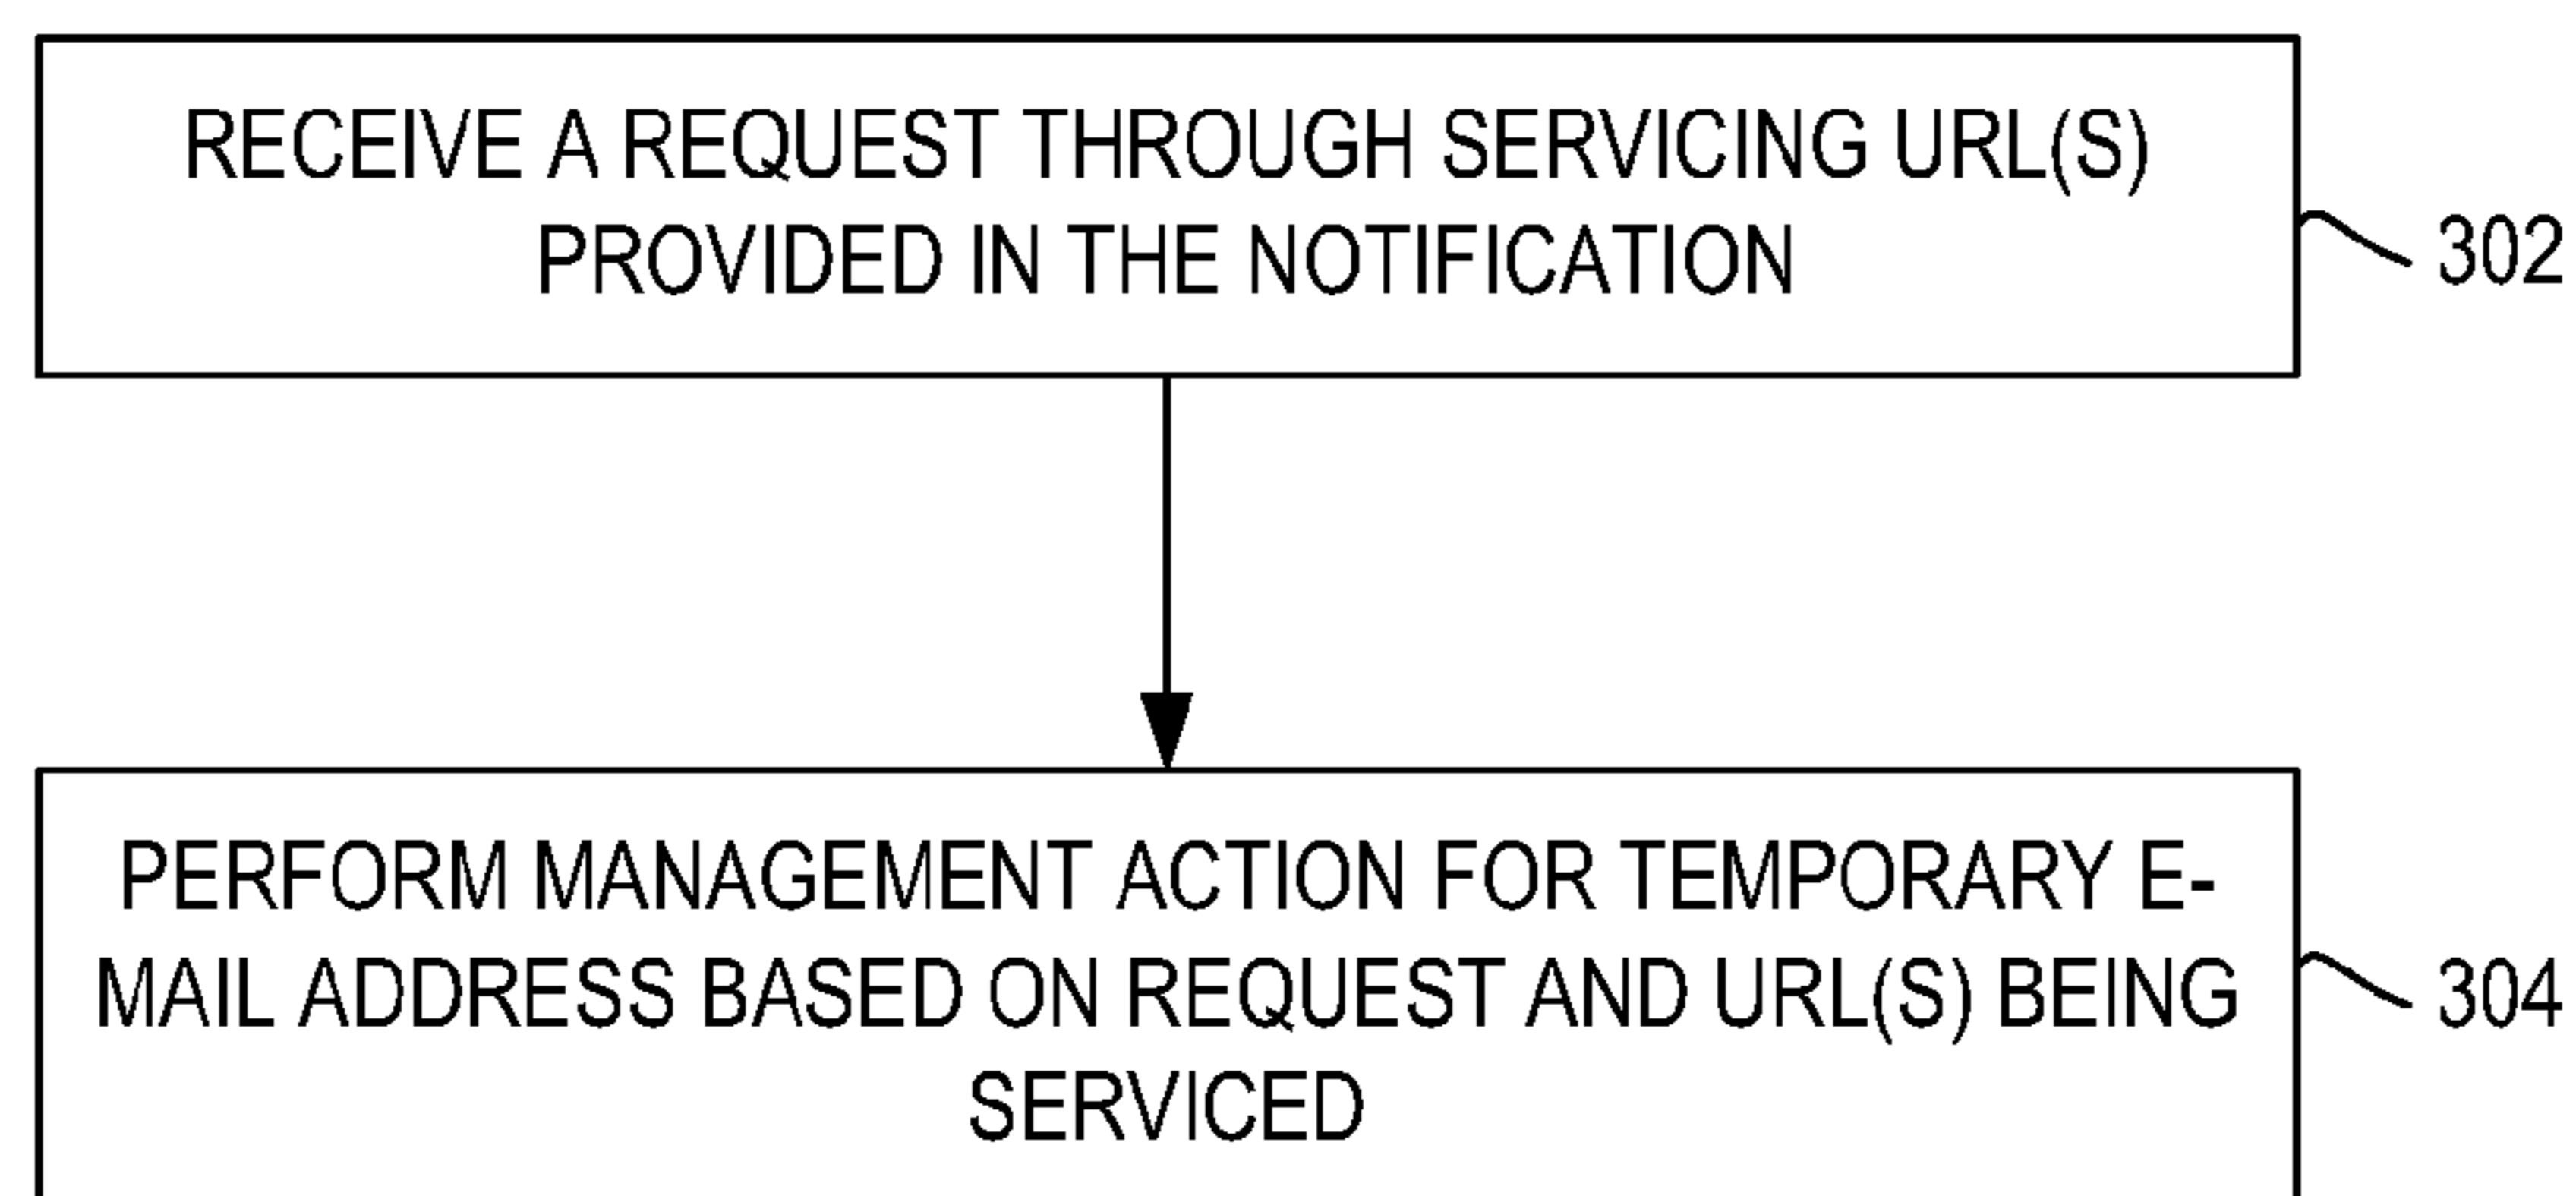 RECEIVE A REQUEST THROUGH SERVICING URL(S)
PROVIDED IN THE NOTIFICATION
302
PERFORM MANAGEMENT ACTION FOR TEMPORARY E-
MAIL ADDRESS BASED ON REQUEST AND URL(S) BEING
SERVICED
304